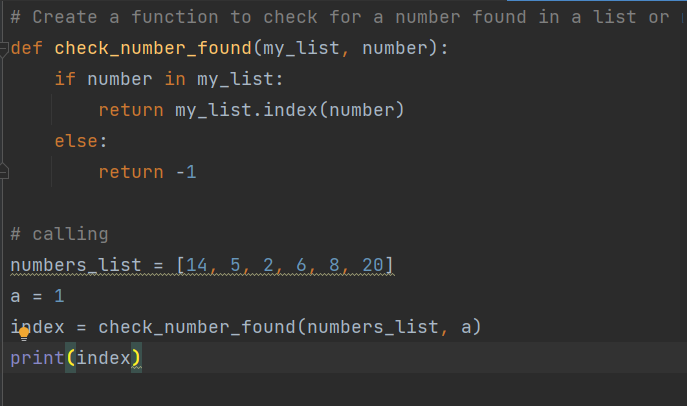 # Create a function to check for a number found in a list or
def check_number_found(my_list, number):
    if number in my_list:
        return my_list.index(number)
    else:
        return -1
# calling
numbers_list = [14, 5, 2, 6, 8, 20]
a = 1
index = check_number_found(numbers_list, a)
print(index)